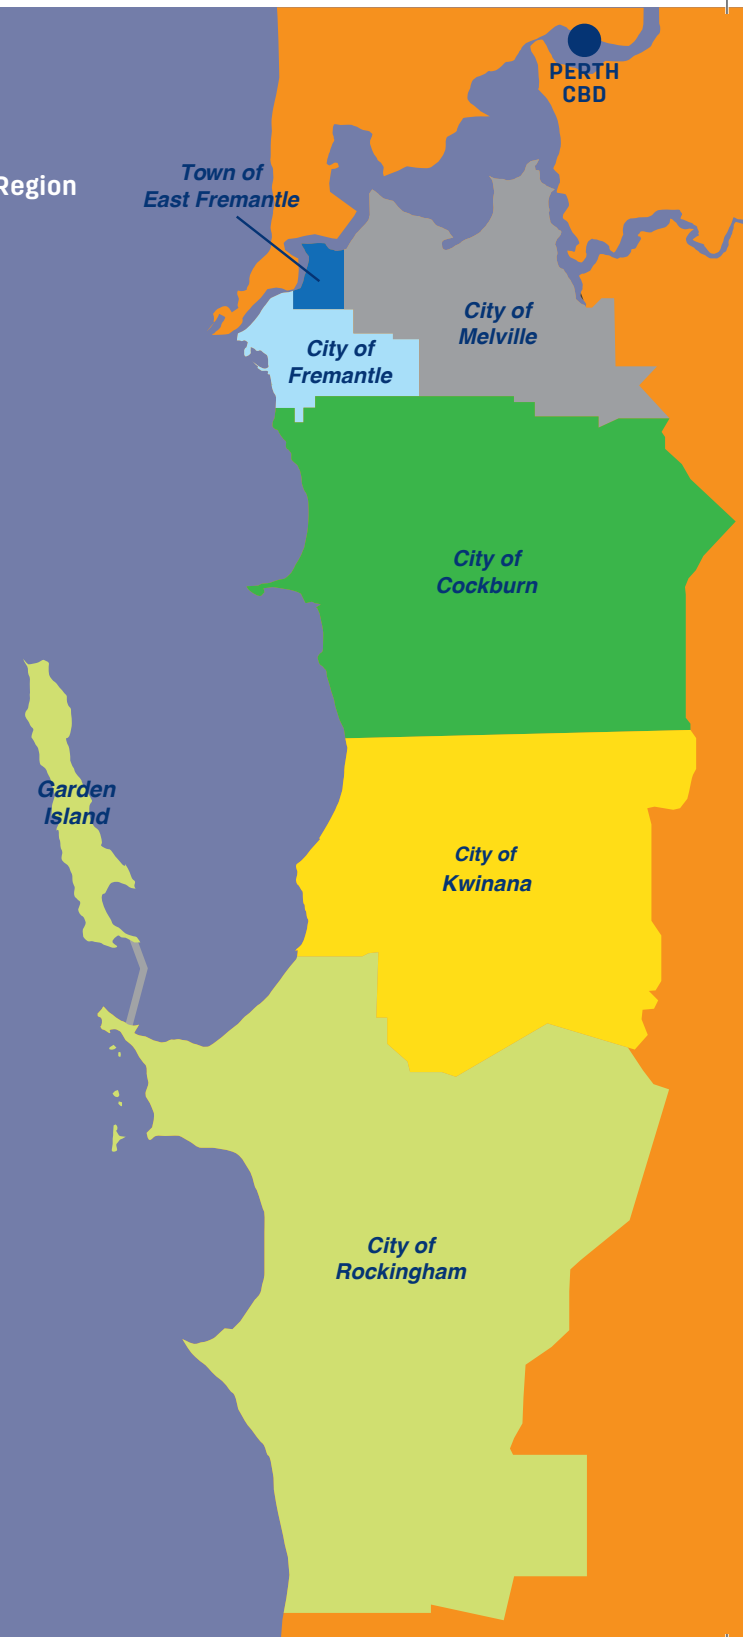 PERTH
CBD
Region
Town of
East Fremantle
City of
Melville
City of
Fremantle
City of
Cockburn
Garden
Island
City of
Kwinana
City of
Rockingham